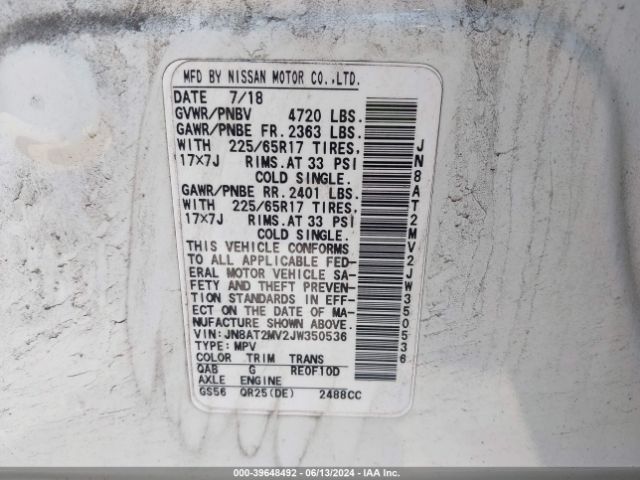 MFD BY NISSAN MOTOR CO.,LTD.
DATE 7/18
GVWR/PNBV 4720 LBS.
GAWR/PNBE FR. 2363 LBS.
WITH 225/65R17 TIRES,
17×7J RIMS.AT 33 PSI
COLD SINGLE.
GAWR/PNBE RR. 2401 LBS.
WITH 225/65R17 TIRES,
17×7J RIMS.AT 33 PSI
COLD SINGLE.
THIS VEHICLE CONFORMS
TO ALL APPLICABLE FED-
ERAL MOTOR VEHICLE SA-
FETY AND THEFT PREVEN-
TION STANDARDS IN EFF-
ECT ON THE DATE OF MA-
NUFACTURE SHOWN ABOVE.
VIN:JN8AT2MV2JW350536
TYPE:MPV
COLOR TRIM TRANS
QAB G RE0F10D
AXLE ENGINE
GS56 QR25(DE) 2488CC
JN8AT2MV2JW350536
000-39648492 - 06/13/2024 - IAA Inc.